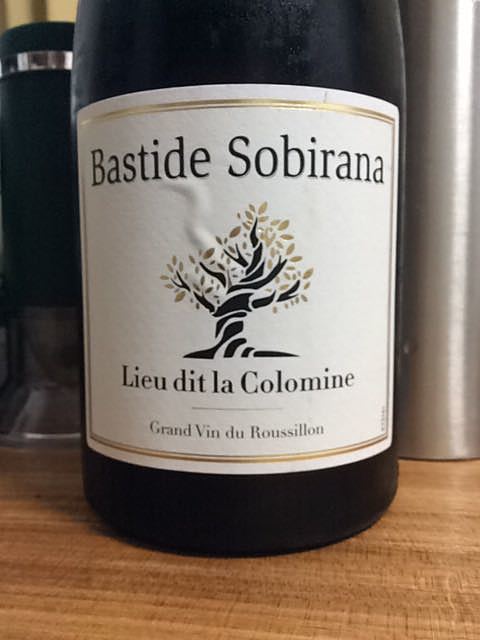 Bastide Sobirana
Lieu dit la Colomine
Grand Vin du Roussillon